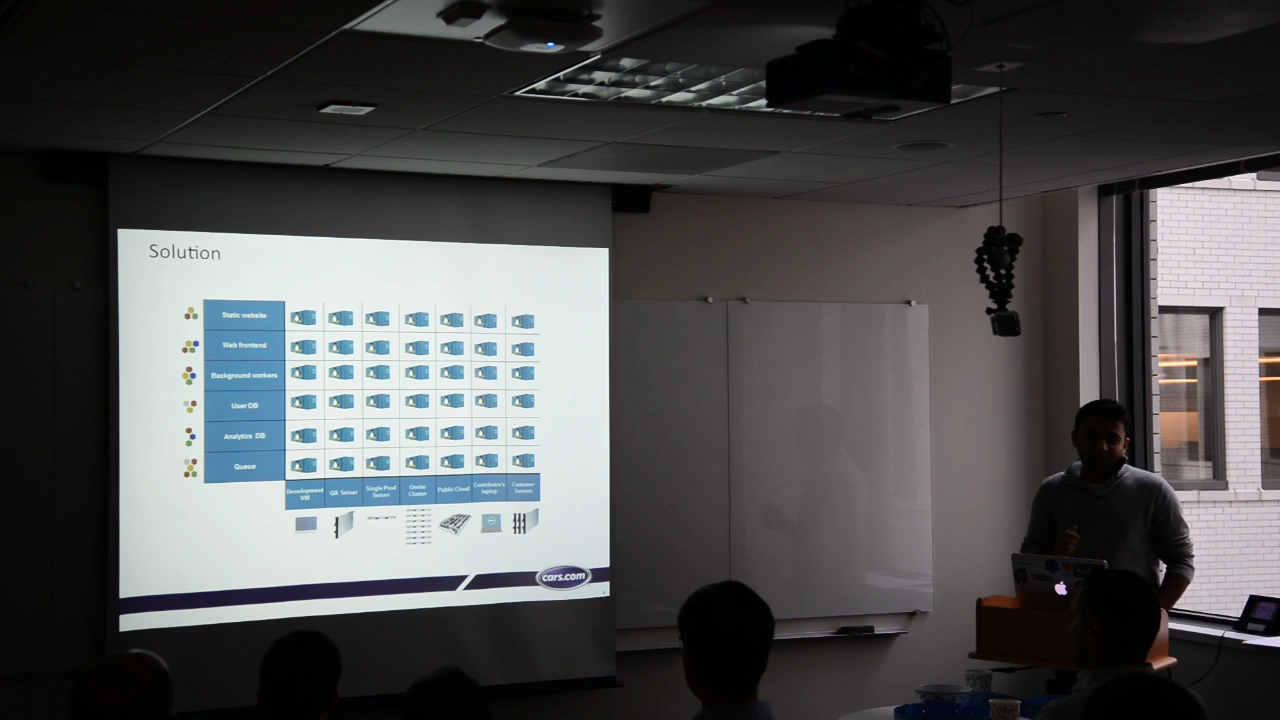 Solution
Static website
Web frontend
Background workers
User DB
Analytics DB
Queue
Development
VM
QA Server
Single Prod
Server
Onsite
Cluster
Public Cloud
Contributor's
laptop
Customer
Servers
cars.com